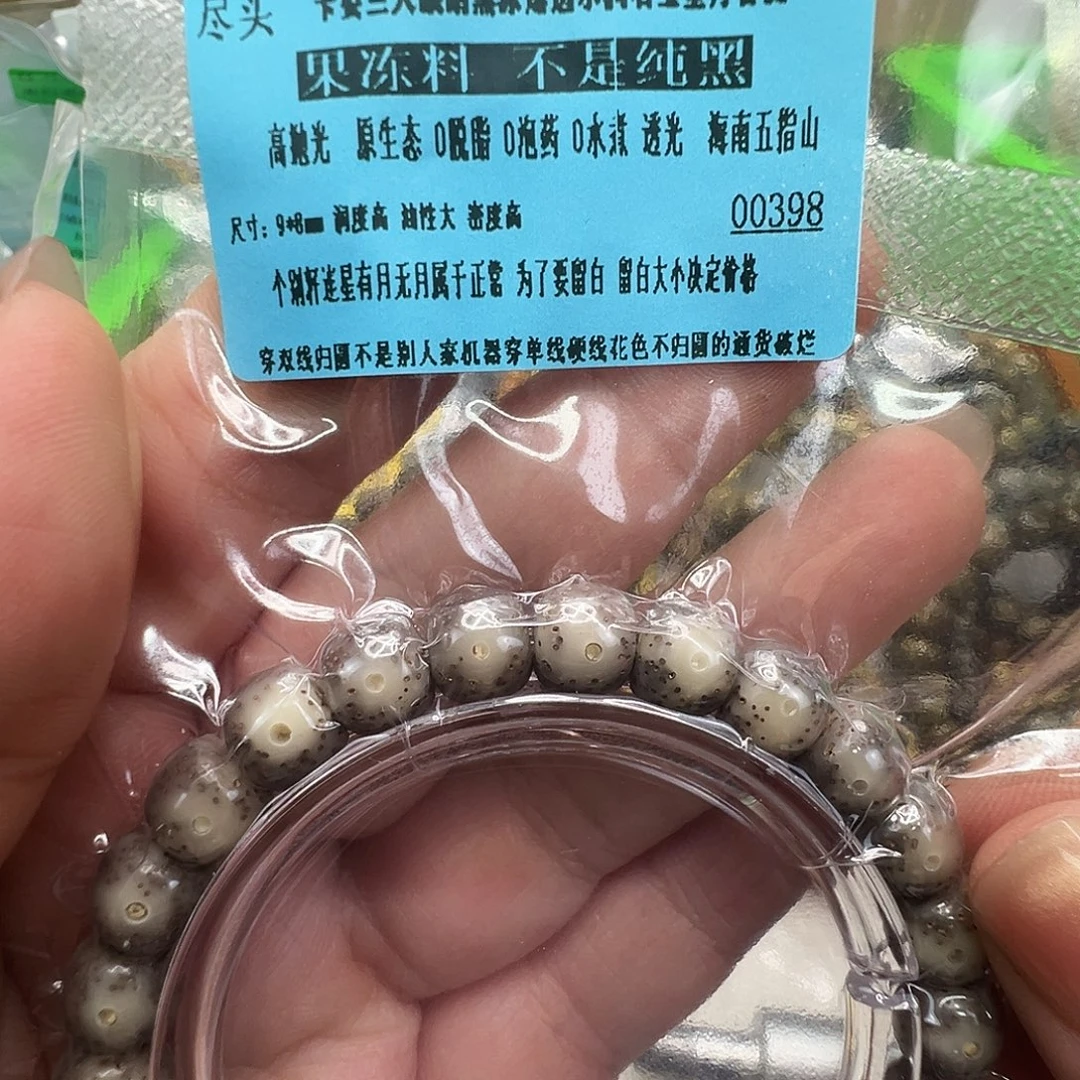 尽头
果冻料 不是纯黑
高抛光 原生态 0脱脂 0泡药 0水煮 透光 海南五指山
尺寸：9*8mm 润度高 油性大 密度高
00398
个别歼迷星有月无月属于正常 为了要留白 留白大小决定价格
穿双线归圆不是别人家机器穿单线硬线花色不归圆的通货破烂